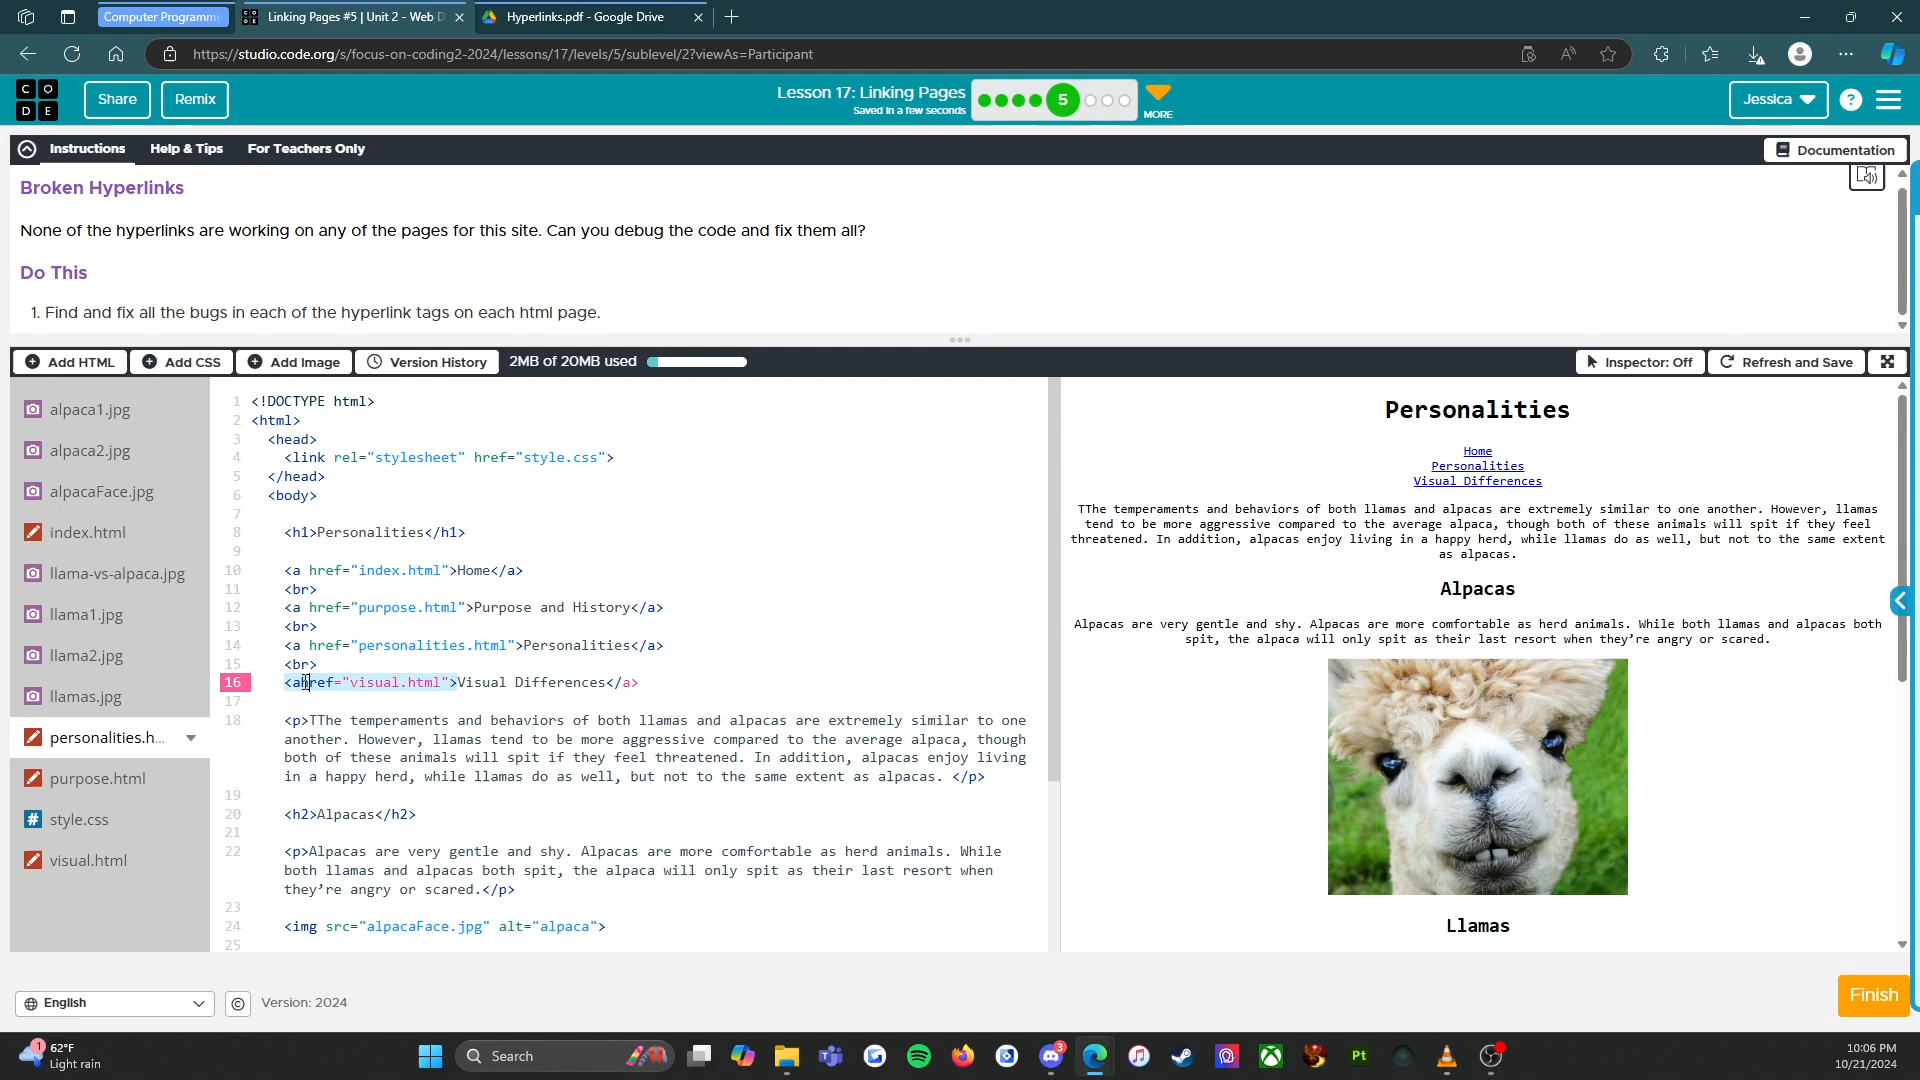 Computer Programmi
Linking Pages #5 | Unit 2 - Web D
Hyperlinks.pdf - Google Drive
https://studio.code.org/s/focus-on-coding2-2024/lessons/17/levels/5/sublevel/2?viewAs=Participant
C O
D E
Share
Remix
Lesson 17: Linking Pages
Saved in a few seconds
5
MORE
Jessica
?
Instructions
Help & Tips
For Teachers Only
Documentation
Broken Hyperlinks
None of the hyperlinks are working on any of the pages for this site. Can you debug the code and fix them all?
Do This
1. Find and fix all the bugs in each of the hyperlink tags on each html page.
Add HTML
Add CSS
Add Image
Version History
2MB of 20MB used
Inspector: Off
Refresh and Save
alpaca1.jpg
alpaca2.jpg
alpacaFace.jpg
index.html
llama-vs-alpaca.jpg
llama1.jpg
llama2.jpg
llamas.jpg
personalities.h...
purpose.html
style.css
visual.html
1 <!DOCTYPE html>
2 <html>
3 <head>
4 <link rel="stylesheet" href="style.css">
5 </head>
6 <body>
7
8 <h1>Personalities</h1>
9
10 <a href="index.html">Home</a>
11 <br>
12 <a href="purpose.html">Purpose and History</a>
13 <br>
14 <a href="personalities.html">Personalities</a>
15 <br>
16 <ahref="visual.html">Visual Differences</a>
17
18 <p>TThe temperaments and behaviors of both llamas and alpacas are extremely similar to one
another. However, llamas tend to be more aggressive compared to the average alpaca, though
both of these animals will spit if they feel threatened. In addition, alpacas enjoy living
in a happy herd, while llamas do as well, but not to the same extent as alpacas. </p>
19
20 <h2>Alpacas</h2>
21
22 <p>Alpacas are very gentle and shy. Alpacas are more comfortable as herd animals. While
both llamas and alpacas both spit, the alpaca will only spit as their last resort when
they’re angry or scared.</p>
23
24 <img src="alpacaFace.jpg" alt="alpaca">
25
Personalities
Home
Personalities
Visual Differences
TThe temperaments and behaviors of both llamas and alpacas are extremely similar to one another. However, llamas
tend to be more aggressive compared to the average alpaca, though both of these animals will spit if they feel
threatened. In addition, alpacas enjoy living in a happy herd, while llamas do as well, but not to the same extent
as alpacas.
Alpacas
Alpacas are very gentle and shy. Alpacas are more comfortable as herd animals. While both llamas and alpacas both
spit, the alpaca will only spit as their last resort when they’re angry or scared.
Llamas
English
©
Version: 2024
Finish
1
62°F
Light rain
Search
3
Pt
10:06 PM
10/21/2024